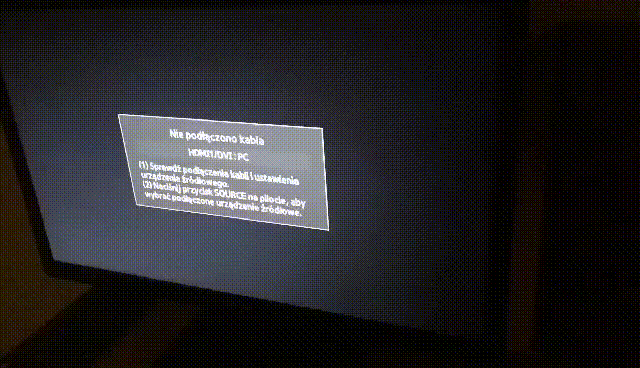 Nie podłączono kabla
HDMI1/DVI : PC
(1) Sprawdź podłączenie kabli i ustawienia
urządzenia źródłowego.
(2) Naciśnij przycisk SOURCE na pilocie, aby
wybrać podłączone urządzenie źródłowe.